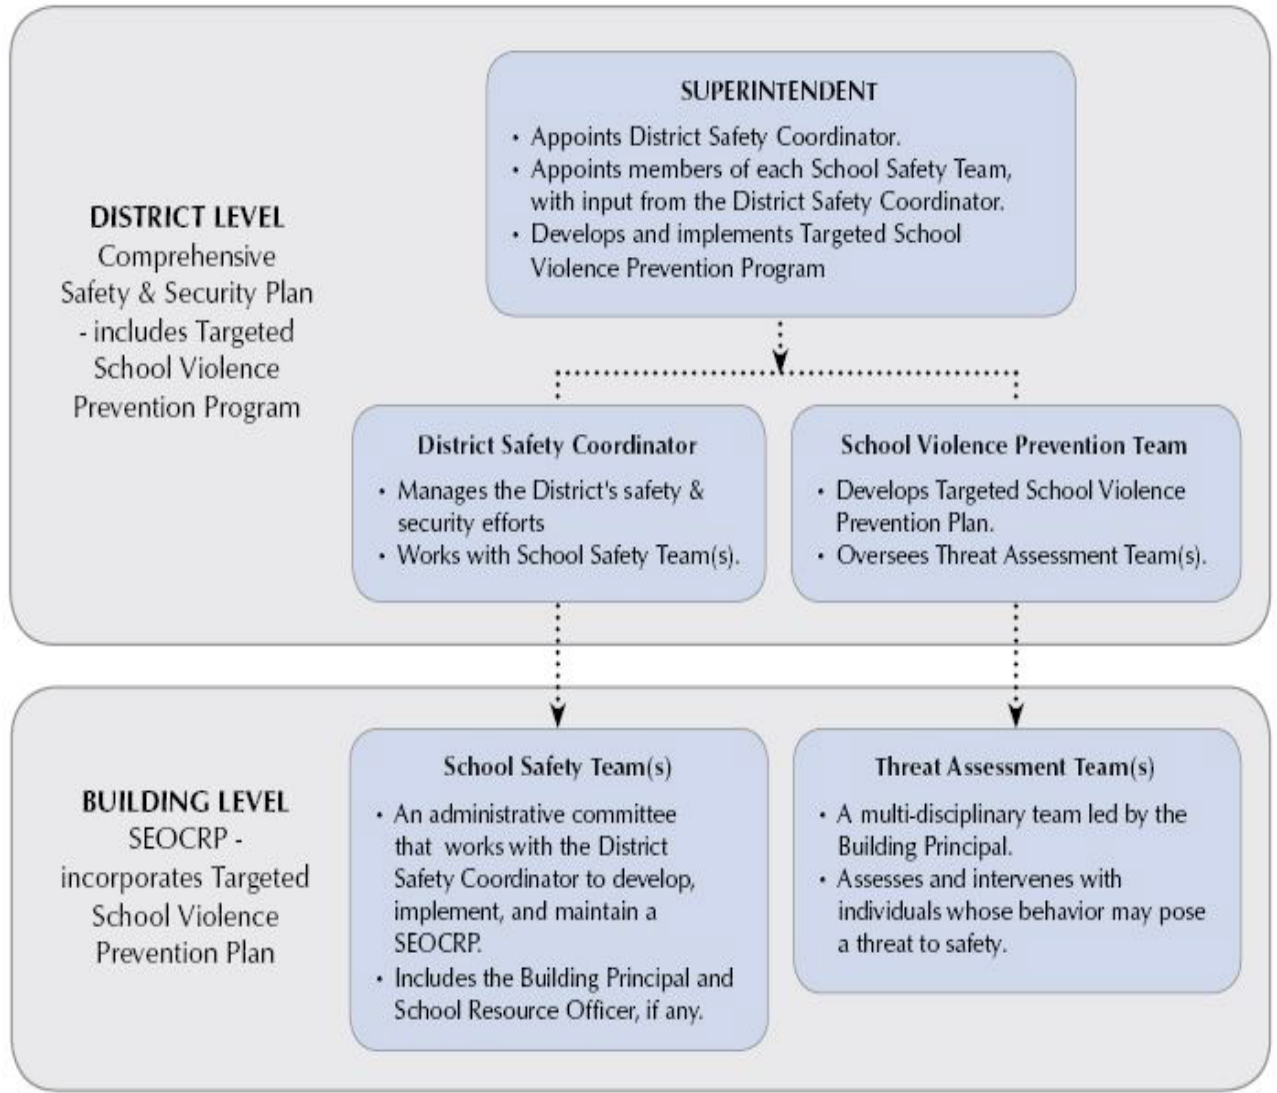 SUPERINTENDENT
• Appoints District Safety Coordinator.
• Appoints members of each School Safety Team,
with input from the District Safety Coordinator.
• Develops and implements Targeted School
Violence Prevention Program
DISTRICT LEVEL
Comprehensive
Safety & Security Plan
- includes Targeted
School Violence
Prevention Program
District Safety Coordinator
• Manages the District's safety &
security efforts
• Works with School Safety Team(s).
School Violence Prevention Team
• Develops Targeted School Violence
Prevention Plan.
• Oversees Threat Assessment Team(s).
BUILDING LEVEL
SEOCRP -
incorporates Targeted
School Violence
Prevention Plan
School Safety Team(s)
• An administrative committee
that works with the District
Safety Coordinator to develop,
implement, and maintain a
SEOCRP.
• Includes the Building Principal and
School Resource Officer, if any.
Threat Assessment Team(s)
• A multi-disciplinary team led by the
Building Principal.
• Assesses and intervenes with
individuals whose behavior may pose
a threat to safety.